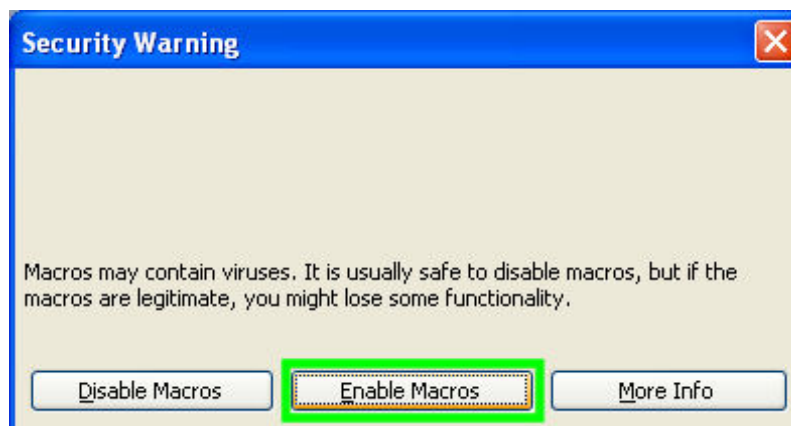 Security Warning
Macros may contain viruses. It is usually safe to disable macros, but if the
macros are legitimate, you might lose some functionality.
Disable Macros
Enable Macros
More Info